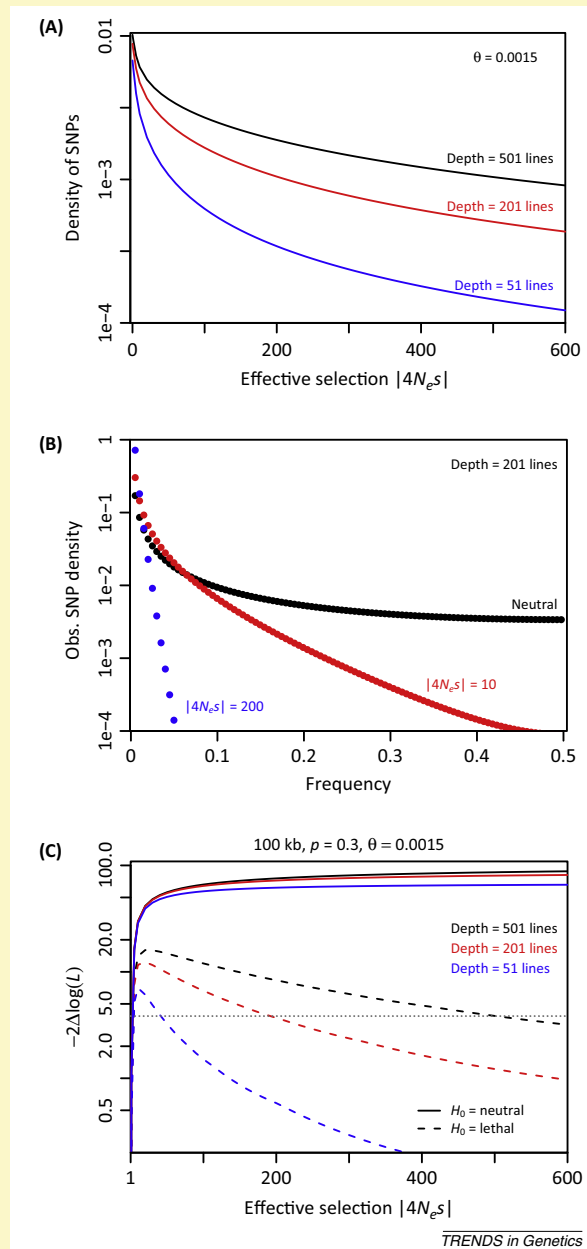 (A)
0.01
1e-3
1e-4
Density of SNPs
θ = 0.0015
Depth = 501 lines
Depth = 201 lines
Depth = 51 lines
0 200 400 600
Effective selection |4Nₑs|
(B)
1
1e-1
1e-2
1e-3
1e-4
Obs. SNP density
Depth = 201 lines
Neutral
|4Nₑs| = 10
|4Nₑs| = 200
0 0.1 0.2 0.3 0.4 0.5
Frequency
(C)
100 kb, p = 0.3, θ = 0.0015
100.0
20.0
5.0
2.0
0.5
−2Δlog(L)
Depth = 501 lines
Depth = 201 lines
Depth = 51 lines
H₀ = neutral
H₀ = lethal
1 200 400 600
Effective selection |4Nₑs|
TRENDS in Genetics